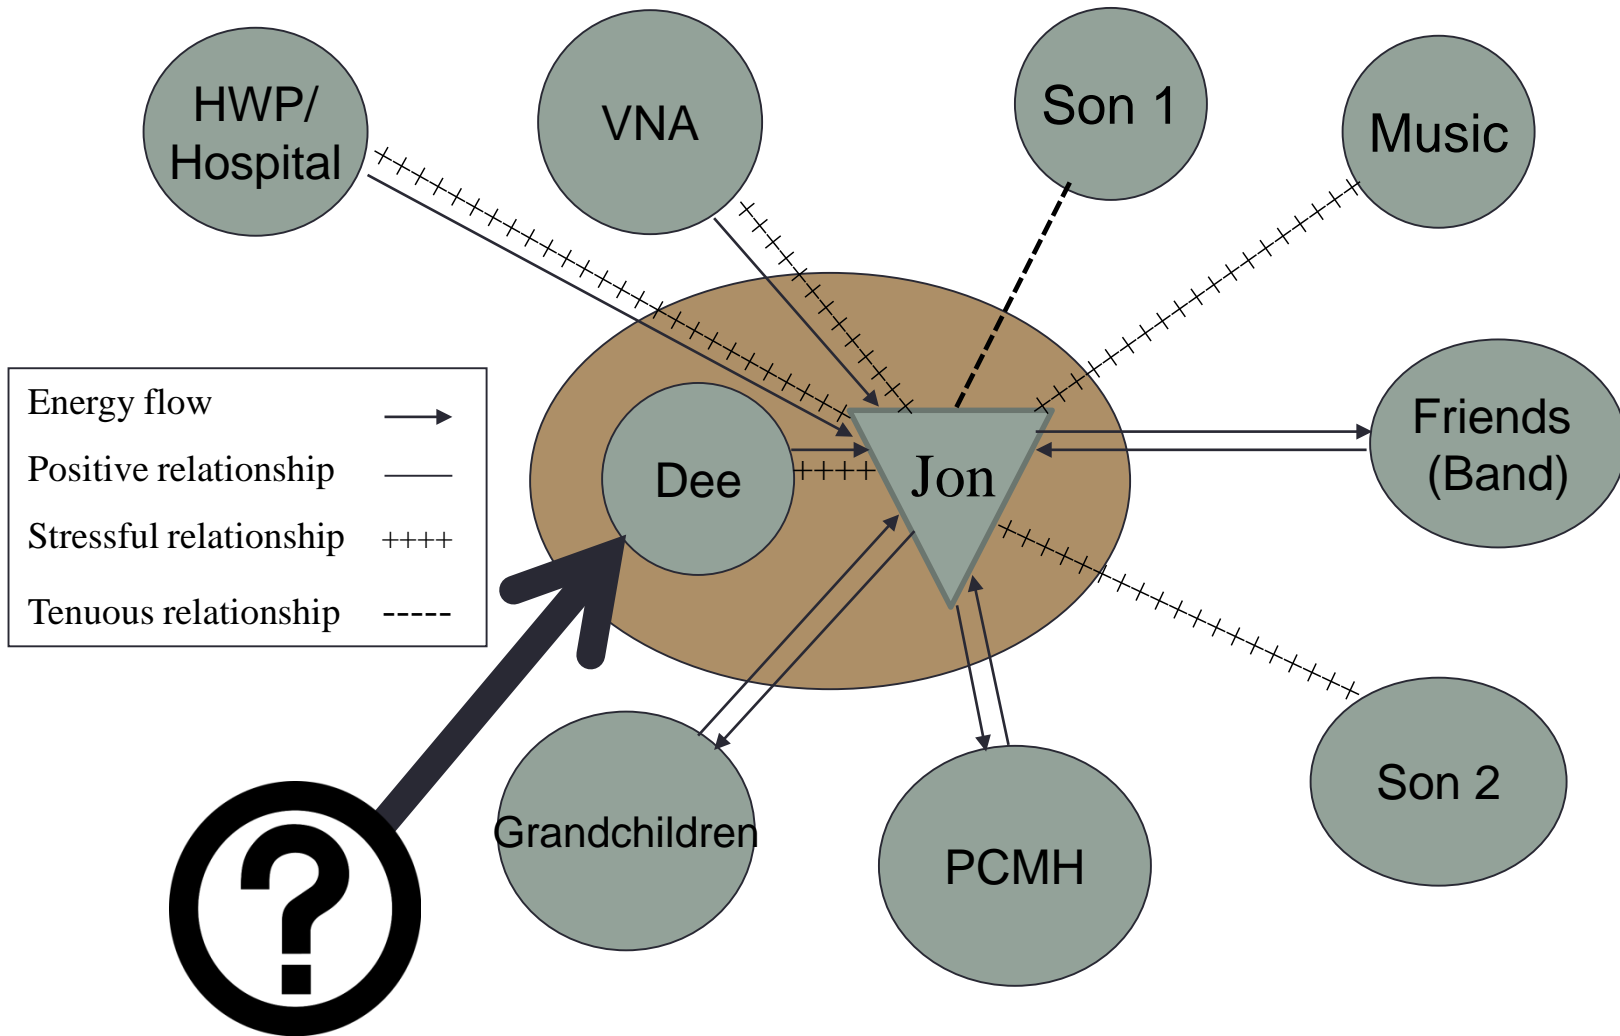 HWP/
Hospital
VNA
Son 1
Music
Energy flow
Positive relationship
Stressful relationship ++++
Tenuous relationship -----
Dee
Jon
Friends
(Band)
Grandchildren
PCMH
Son 2
?